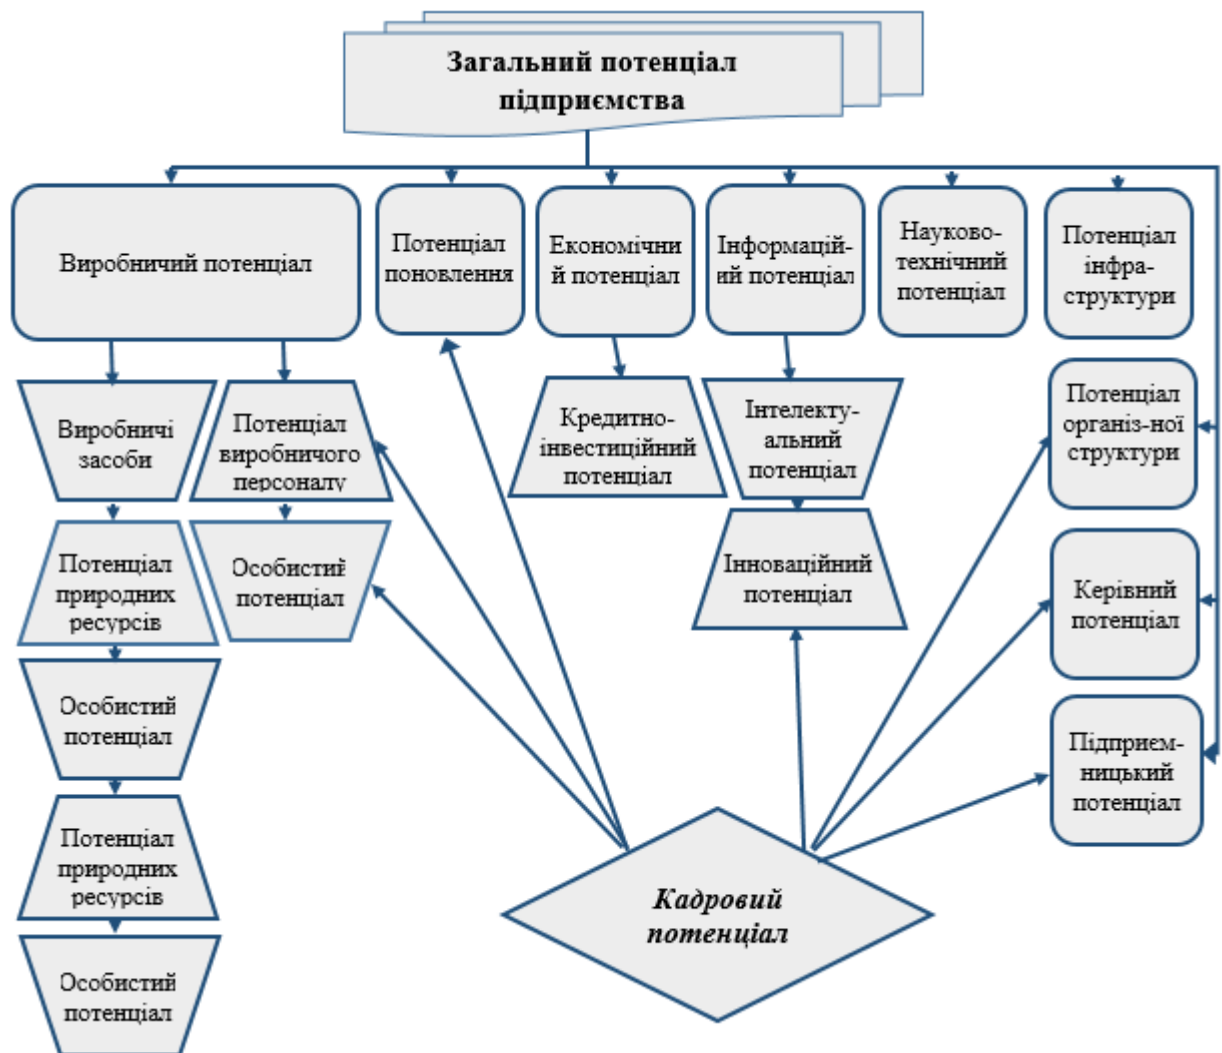 Загальний потенціал
підприємства
Виробничий потенціал
Потенціал
поновлення
Економічни
й потенціал
Інформацій-
ий потенціал
Науково-
технічний
потенціал
Потенціал
інфра-
структури
Виробничі
засоби
Потенціал
виробничого
персоналу
Кредитно-
інвестиційний
потенціал
Інтелекту-
альний
потенціал
Потенціал
організ-ної
структури
Потенціал
природних
ресурсів
Особистий
потенціал
Інноваційний
потенціал
Керівний
потенціал
Особистий
потенціал
Підприєм-
ницький
потенціал
Потенціал
природних
ресурсів
Кадровий
потенціал
Особистий
потенціал